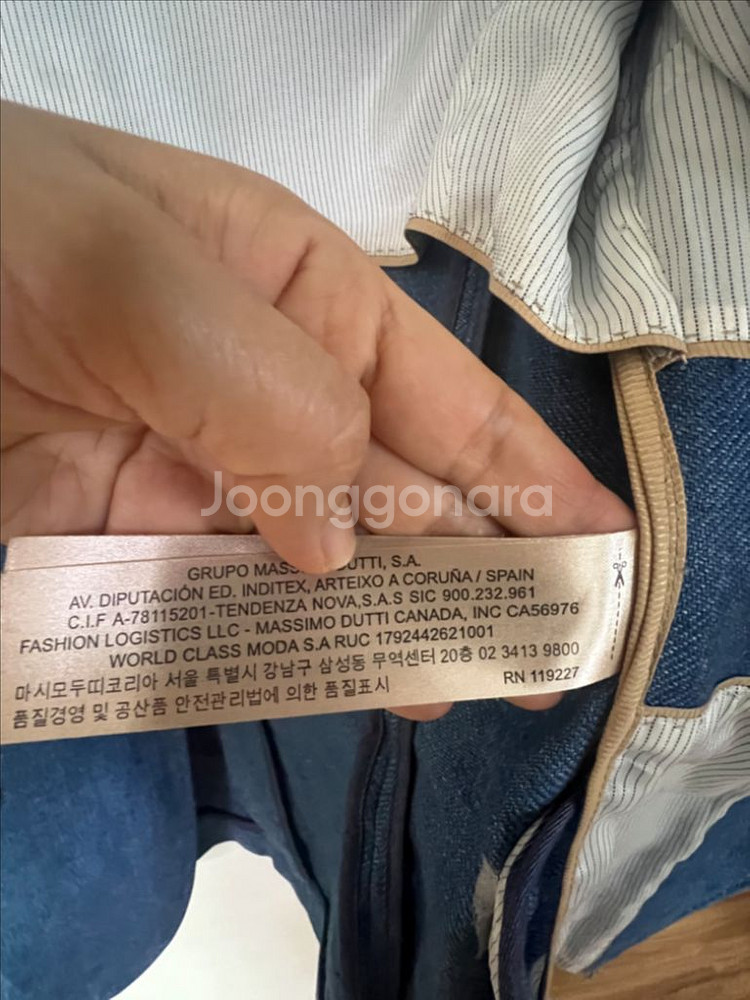 Joonggonara
GRUPO MASS DUTTI, S.A.
AV. DIPUTACIÓN ED. INDITEX, ARTEIXO A CORUÑA / SPAIN
C.I.F A-78115201-TENDENZA NOVA,S.A.S SIC 900.232.961
FASHION LOGISTICS LLC - MASSIMO DUTTI CANADA, INC CA56976
WORLD CLASS MODA S.A RUC 1792442621001
마시모두띠코리아 서울 특별시 강남구 삼성동 무역센터 20층 02 3413 9800
품질경영 및 공산품 안전관리법에 의한 품질표시
RN 119227